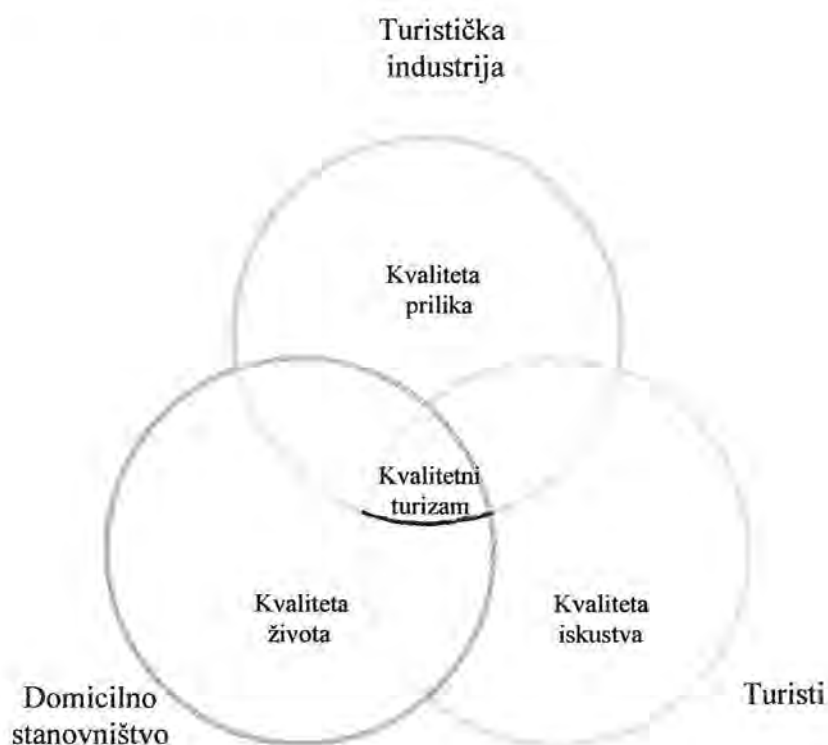 Turistička
industrija
Kvaliteta
prilika
Kvalitetni
turizam
Kvaliteta
života
Kvaliteta
iskustva
Domicilno
stanovništvo
Turisti